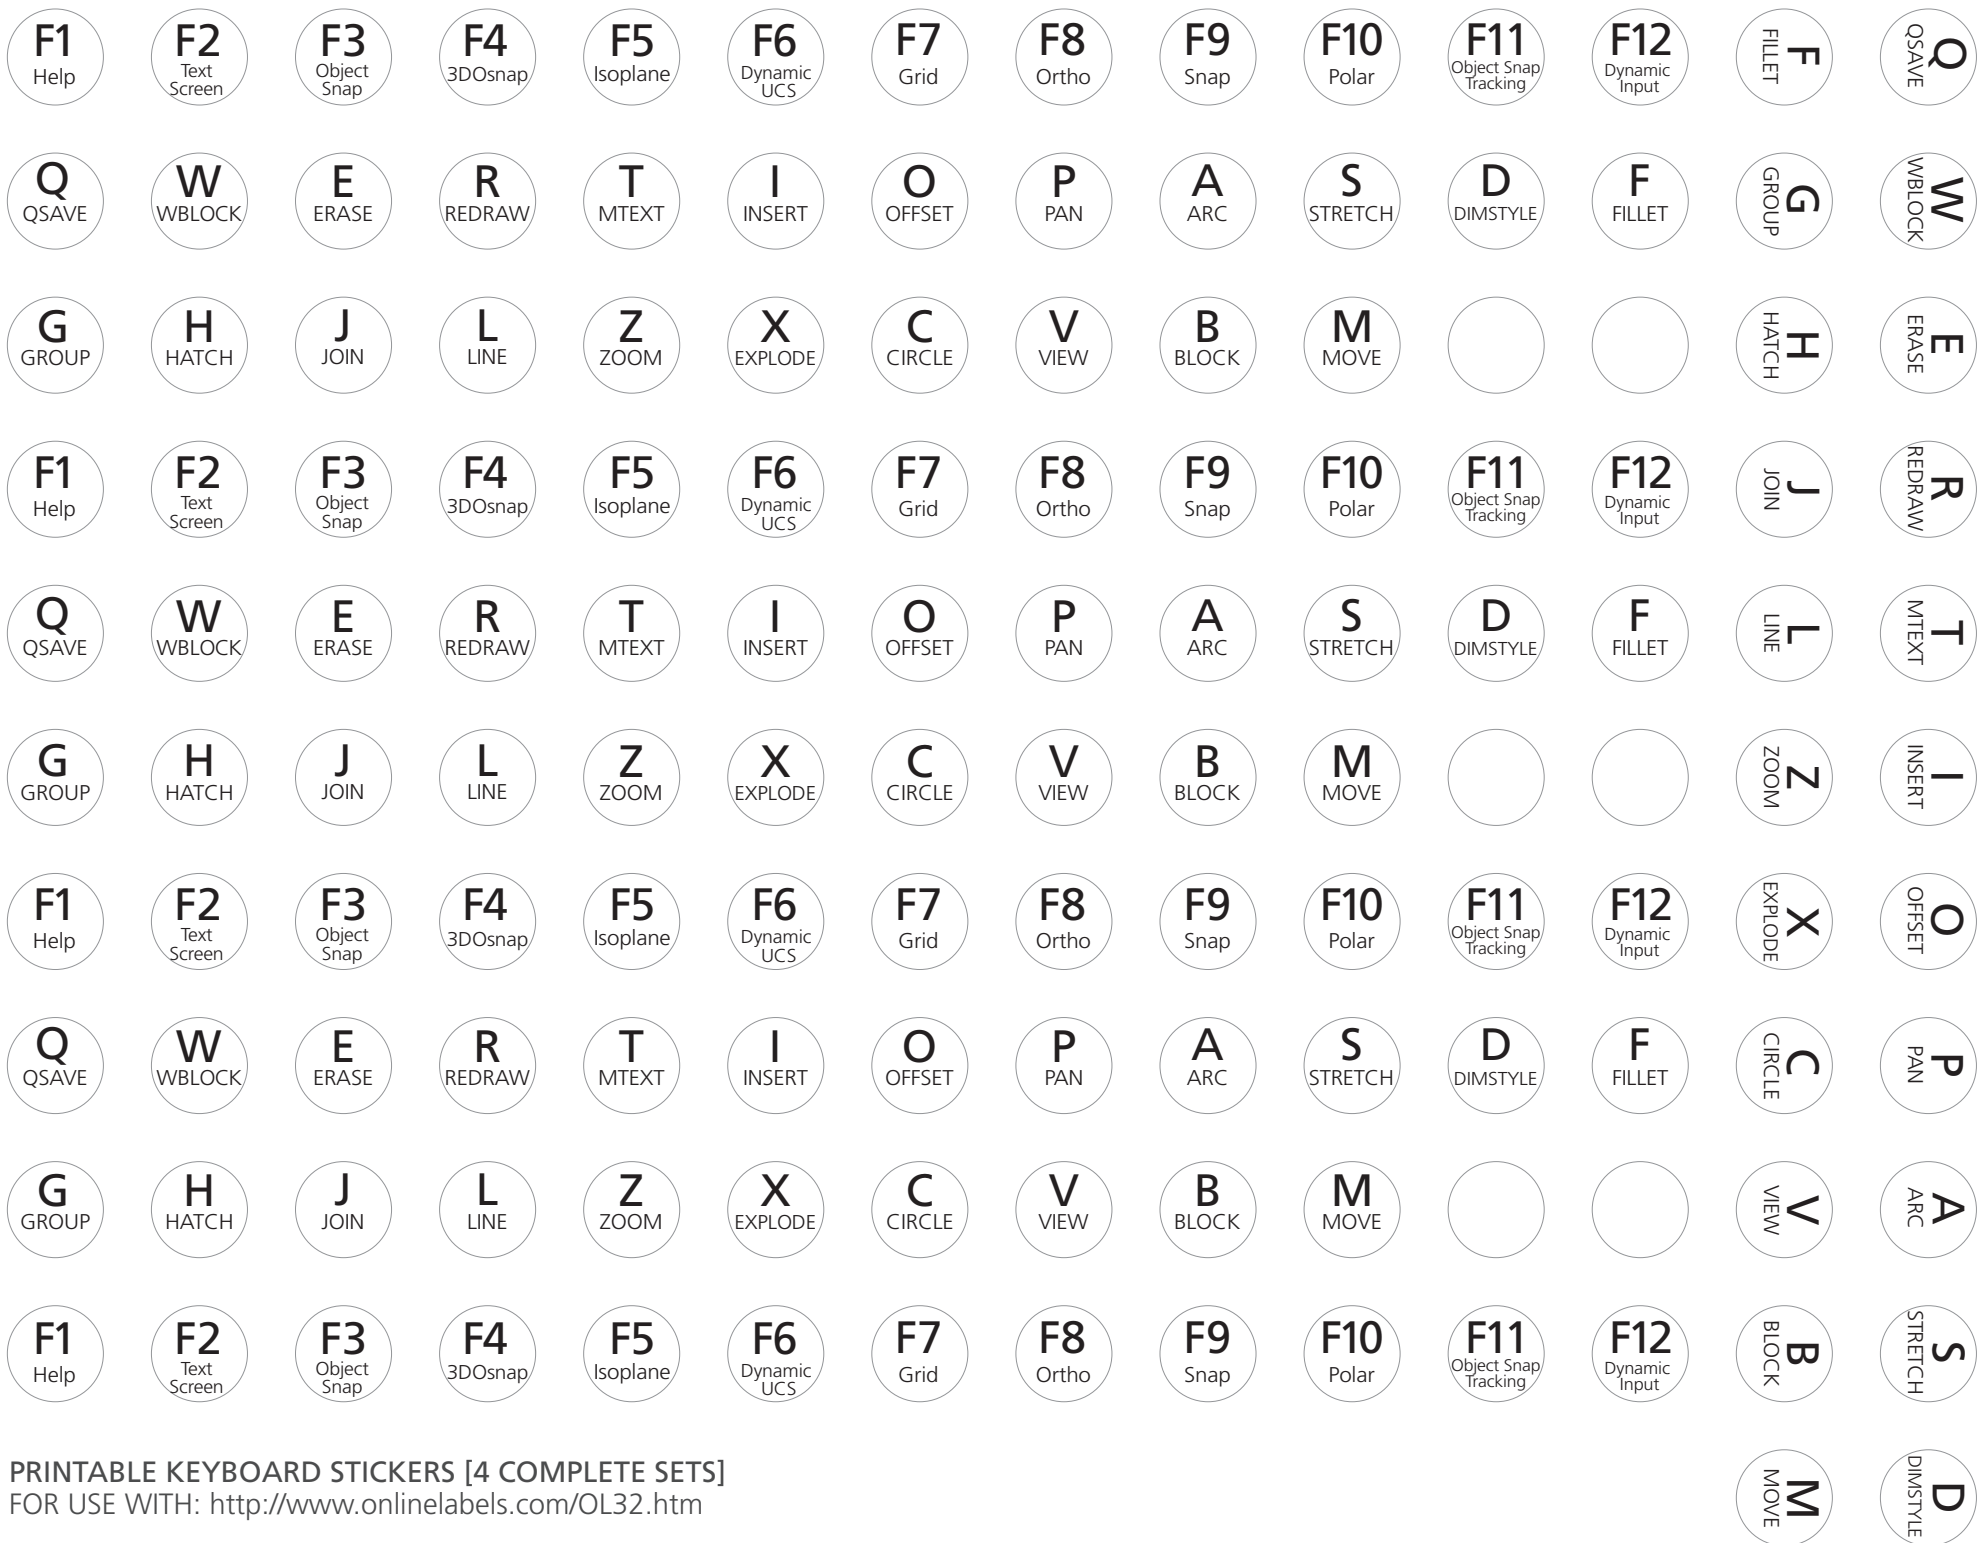 F1 F2 F3 F4 F5 F6 F7 F8 F9 F10 F11 F12
Help Text Screen Object Snap 3DOsnap Isoplane Dynamic UCS Grid Ortho Snap Polar Object Snap Tracking Dynamic Input
Q W E R T I O P A S D F
QSAVE WBLOCK ERASE REDRAW MTEXT INSERT OFFSET PAN ARC STRETCH DIMSTYLE FILLET
G H J L Z X C V B M
GROUP HATCH JOIN LINE ZOOM EXPLODE CIRCLE VIEW BLOCK MOVE
F1 F2 F3 F4 F5 F6 F7 F8 F9 F10 F11 F12
Help Text Screen Object Snap 3DOsnap Isoplane Dynamic UCS Grid Ortho Snap Polar Object Snap Tracking Dynamic Input
Q W E R T I O P A S D F
QSAVE WBLOCK ERASE REDRAW MTEXT INSERT OFFSET PAN ARC STRETCH DIMSTYLE FILLET
G H J L Z X C V B M
GROUP HATCH JOIN LINE ZOOM EXPLODE CIRCLE VIEW BLOCK MOVE
F1 F2 F3 F4 F5 F6 F7 F8 F9 F10 F11 F12
Help Text Screen Object Snap 3DOsnap Isoplane Dynamic UCS Grid Ortho Snap Polar Object Snap Tracking Dynamic Input
Q W E R T I O P A S D F
QSAVE WBLOCK ERASE REDRAW MTEXT INSERT OFFSET PAN ARC STRETCH DIMSTYLE FILLET
G H J L Z X C V B M
GROUP HATCH JOIN LINE ZOOM EXPLODE CIRCLE VIEW BLOCK MOVE
F1 F2 F3 F4 F5 F6 F7 F8 F9 F10 F11 F12
Help Text Screen Object Snap 3DOsnap Isoplane Dynamic UCS Grid Ortho Snap Polar Object Snap Tracking Dynamic Input
Q W E R T I O P A S D
QSAVE WBLOCK ERASE REDRAW MTEXT INSERT OFFSET PAN ARC STRETCH DIMSTYLE
F G H J L Z X C V B M
FILLET GROUP HATCH JOIN LINE ZOOM EXPLODE CIRCLE VIEW BLOCK MOVE
PRINTABLE KEYBOARD STICKERS [4 COMPLETE SETS]
FOR USE WITH: http://www.onlinelabels.com/OL32.htm